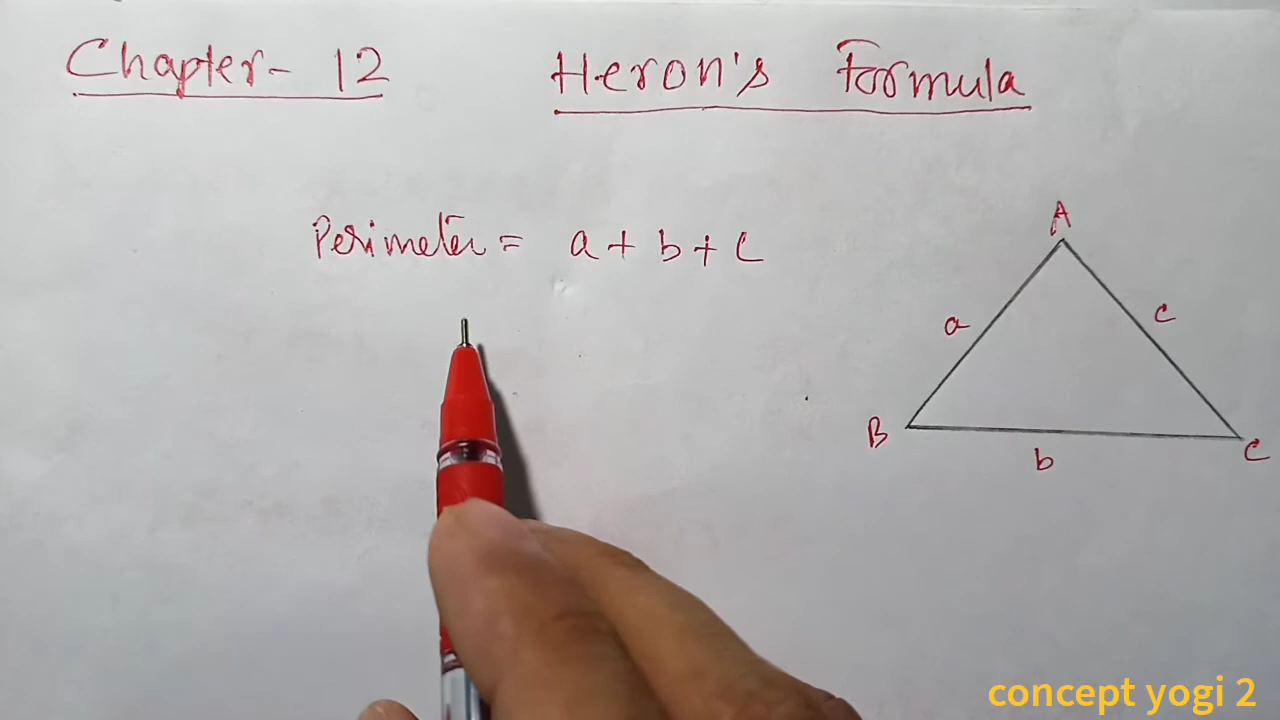 Chapter- 12 Heron's Formula
Perimeter = a + b + c
A
a
c
B
b
C
concept yogi 2